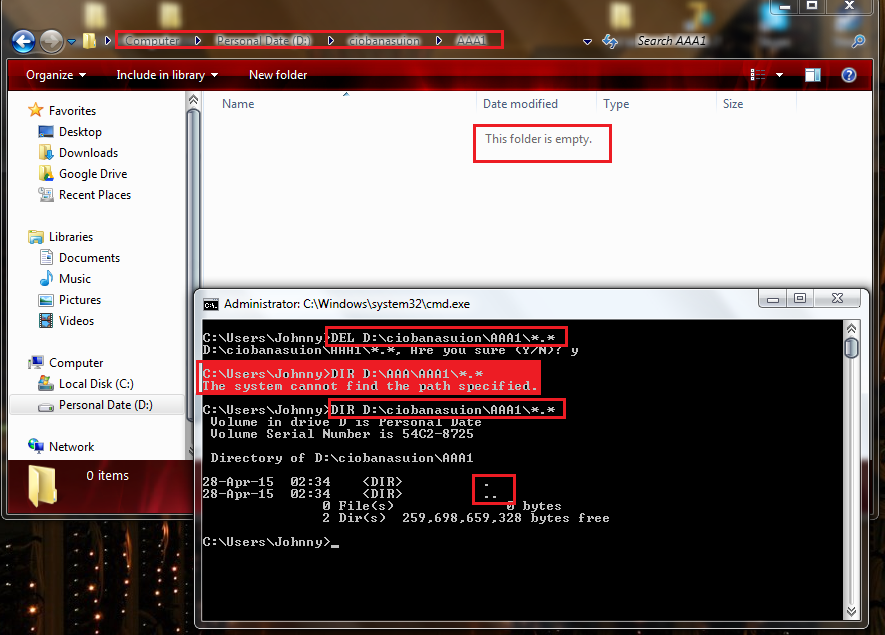 Computer Personal Date (D:) ciobanasuion AAA1 Search AAA1
Organize Include in library New folder
Name Date modified Type Size
This folder is empty.
Favorites
Desktop
Downloads
Google Drive
Recent Places
Libraries
Documents
Music
Pictures
Videos
Computer
Local Disk (C:)
Personal Date (D:)
Network
0 items
Administrator: C:\Windows\system32\cmd.exe
C:\Users\Johnny>DEL D:\ciobanasuion\AAA1\*.*
D:\ciobanasuion\AAA1\*.*, Are you sure (Y/N)? y
C:\Users\Johnny>DIR D:\AAA\AAA1\*.*
The system cannot find the path specified.
C:\Users\Johnny>DIR D:\ciobanasuion\AAA1\*.*
Volume in drive D is Personal Date
Volume Serial Number is 54C2-8725
Directory of D:\ciobanasuion\AAA1
28-Apr-15 02:34 <DIR> .
28-Apr-15 02:34 <DIR> ..
0 File(s) 0 bytes
2 Dir(s) 259,698,659,328 bytes free
C:\Users\Johnny>_